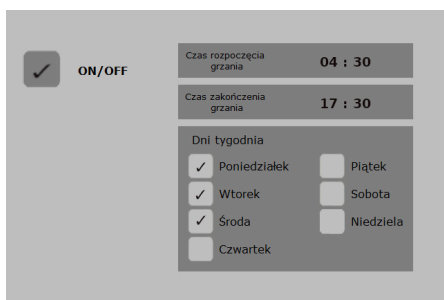 ON/OFF
Czas rozpoczęcia
grzania
04 : 30
Czas zakończenia
grzania
17 : 30
Dni tygodnia
✓ Poniedziałek
Piątek
✓ Wtorek
Sobota
✓ Środa
Niedziela
Czwartek